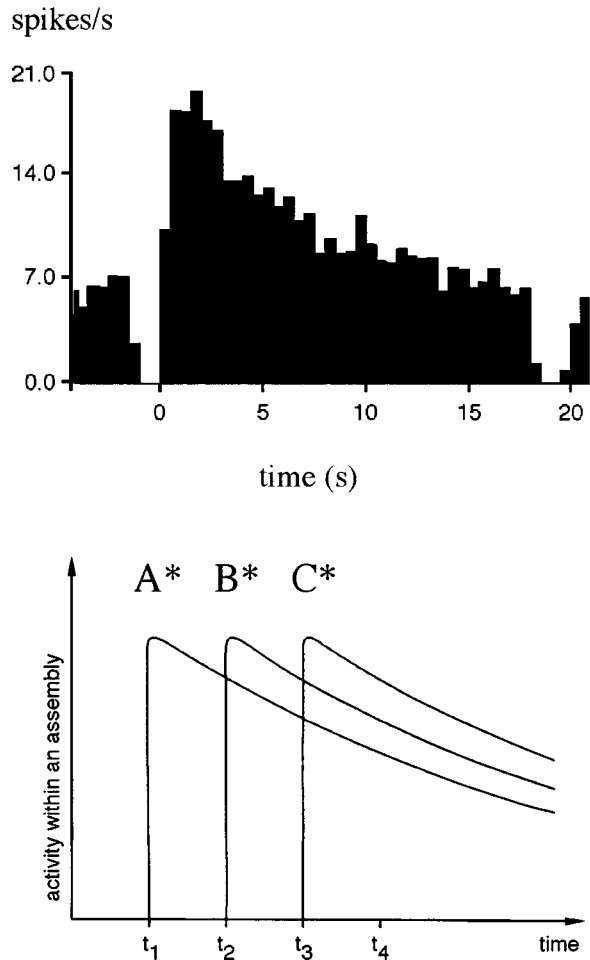 spikes/s
21.0
14.0
7.0
0.0
0 5 10 15 20
time (s)
A* B* C*
activity within an assembly
t1 t2 t3 t4 time